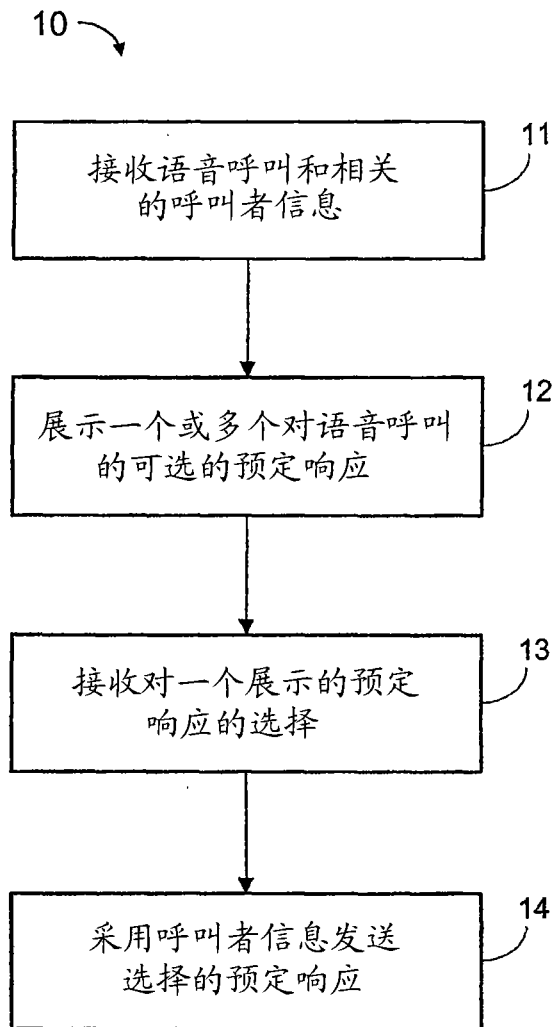 10
11
接收语音呼叫和相关
的呼叫者信息
12
展示一个或多个对语音呼叫
的可选的预定响应
13
接收对一个展示的预定
响应的选择
14
采用呼叫者信息发送
选择的预定响应